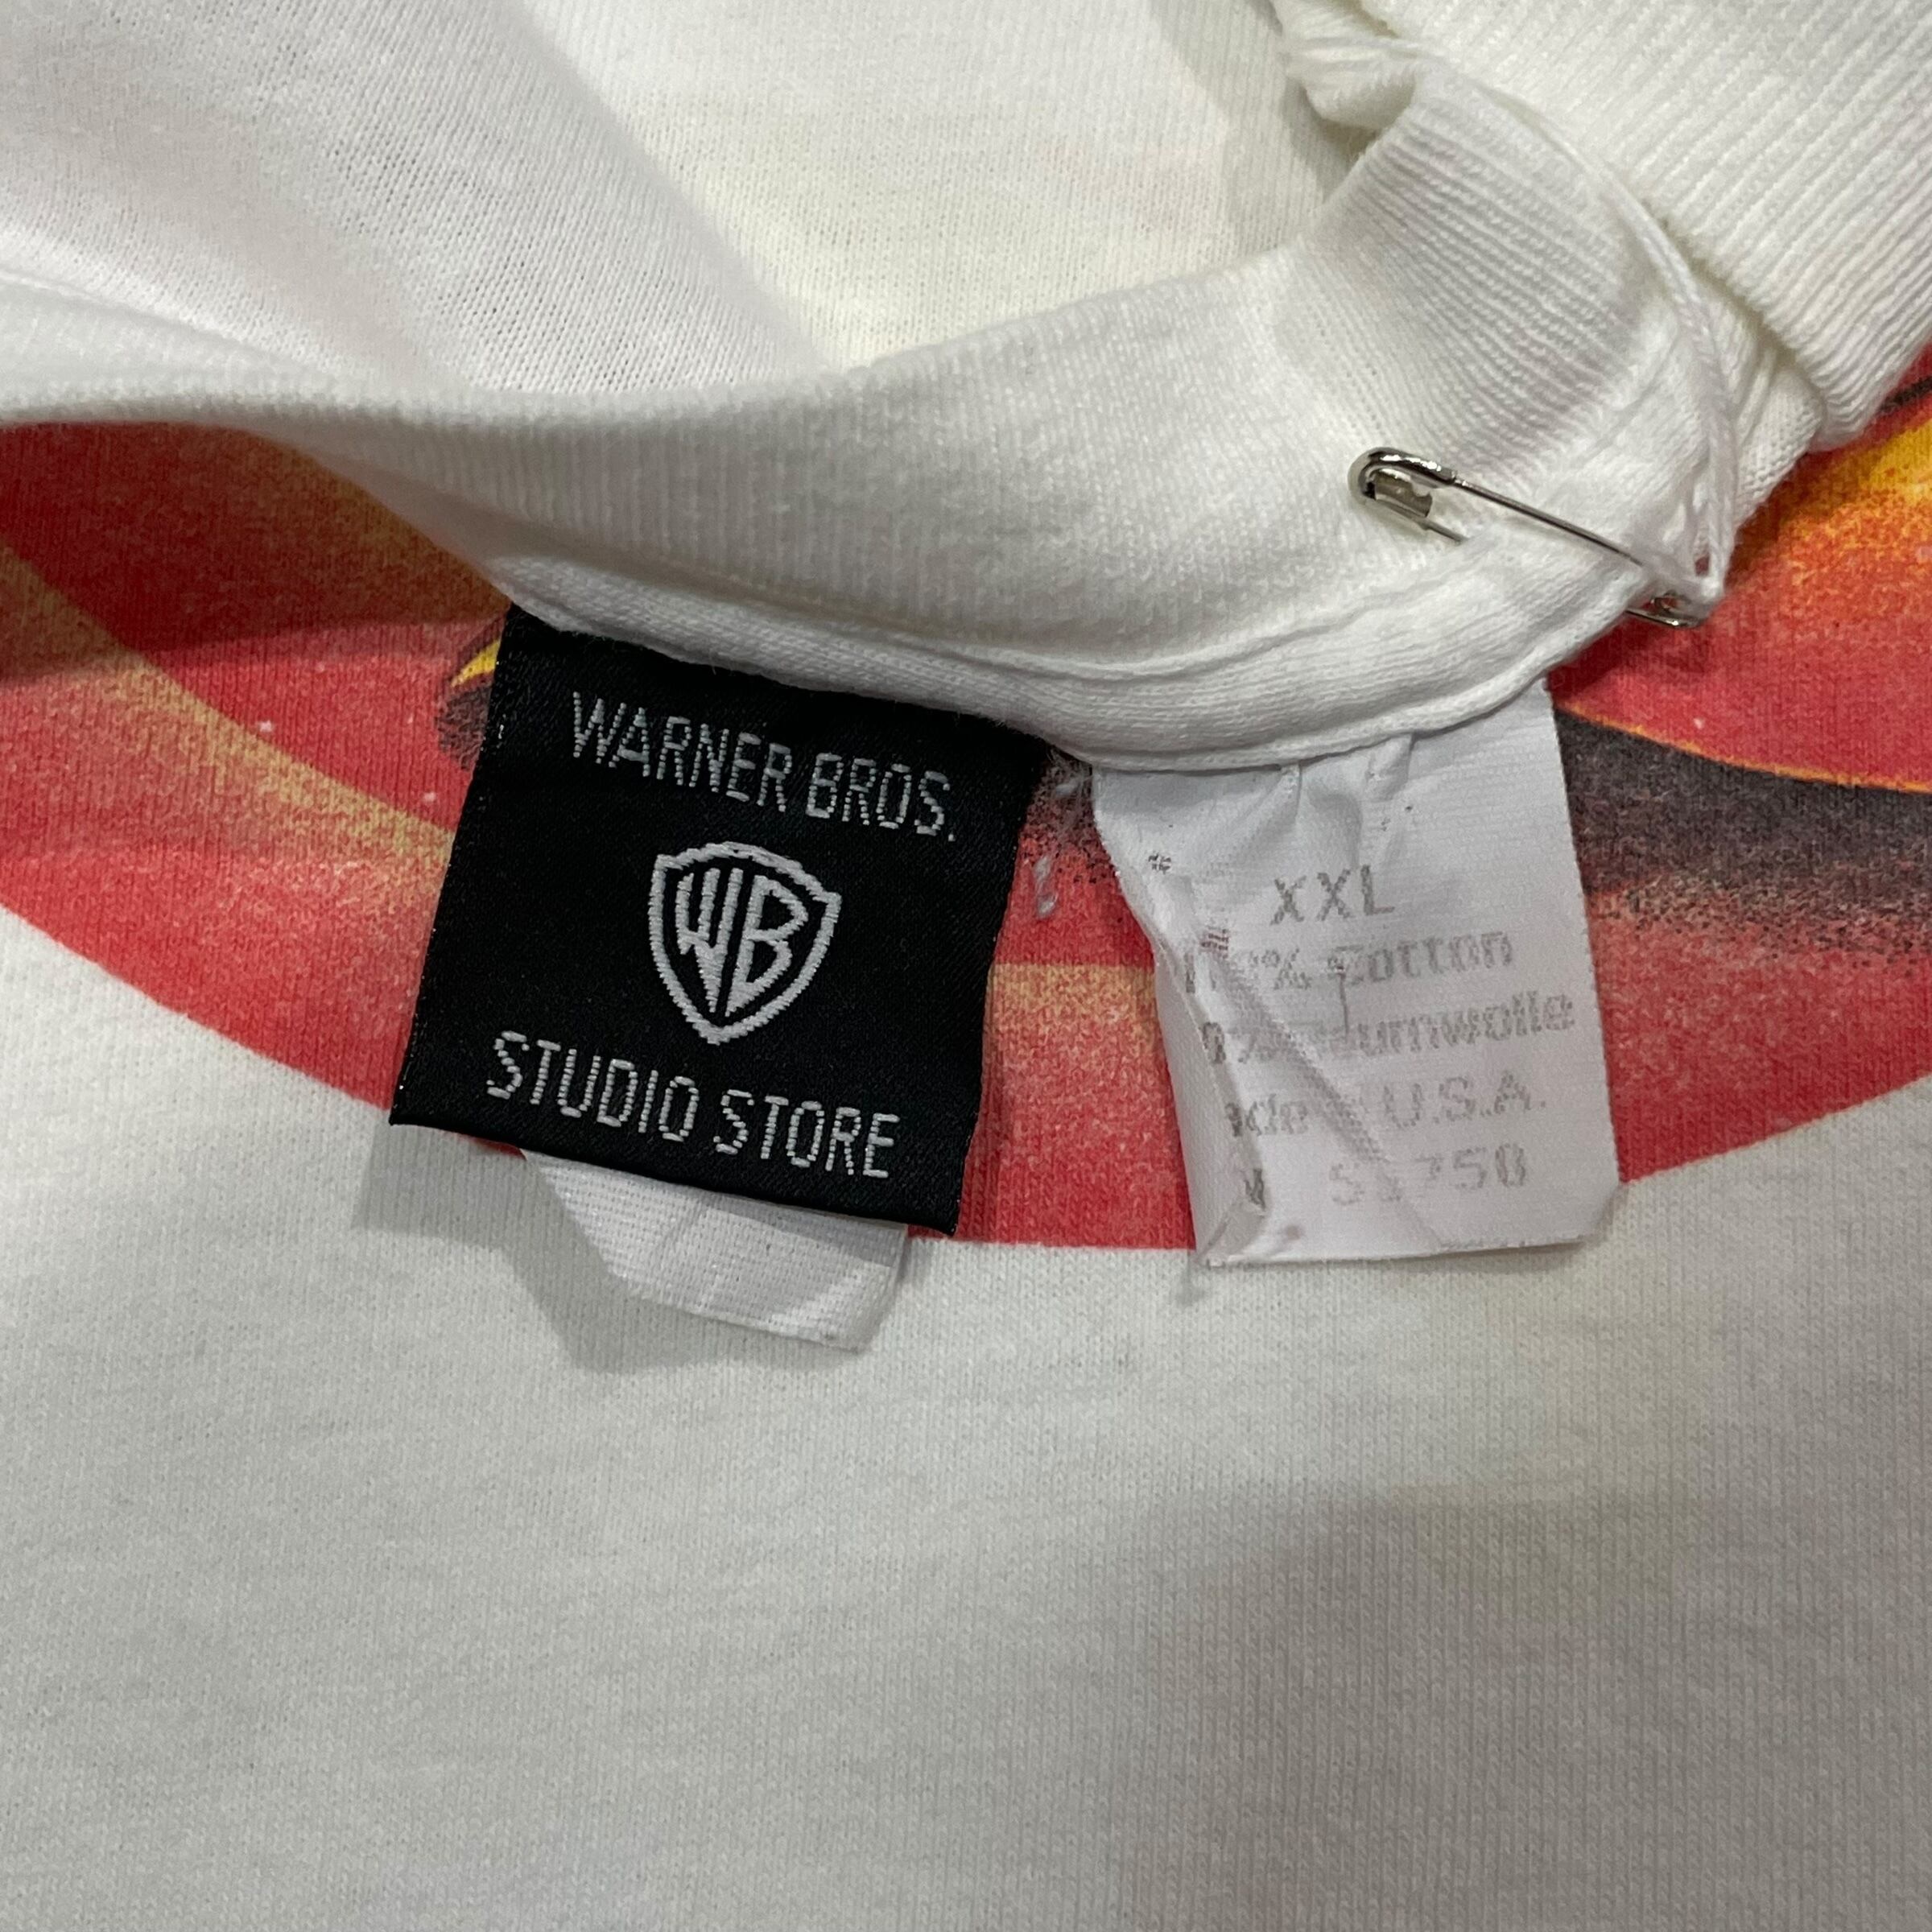 WARNER BROS.
WB
STUDIO STORE
XXL
Cotton
U.S.A.